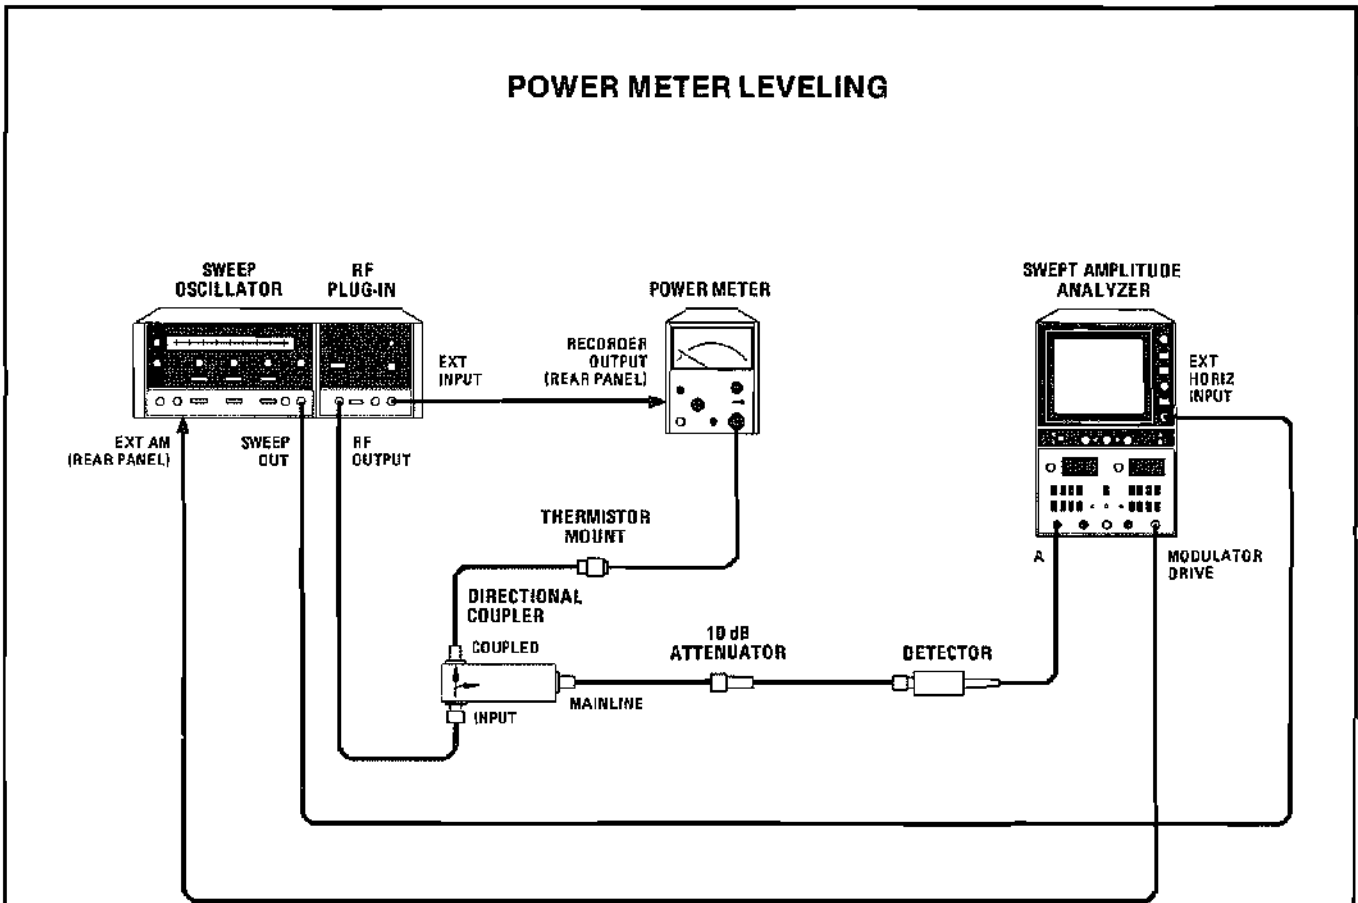 POWER METER LEVELING
SWEEP
OSCILLATOR
RF
PLUG-IN
POWER METER
SWEPT AMPLITUDE
ANALYZER
EXT
INPUT
RECORDER
OUTPUT
(REAR PANEL)
EXT
HORIZ
INPUT
EXT AM
(REAR PANEL)
SWEEP
OUT
RF
OUTPUT
THERMISTOR
MOUNT
A
MODULATOR
DRIVE
DIRECTIONAL
COUPLER
COUPLED
10 dB
ATTENUATOR
DETECTOR
MAINLINE
INPUT